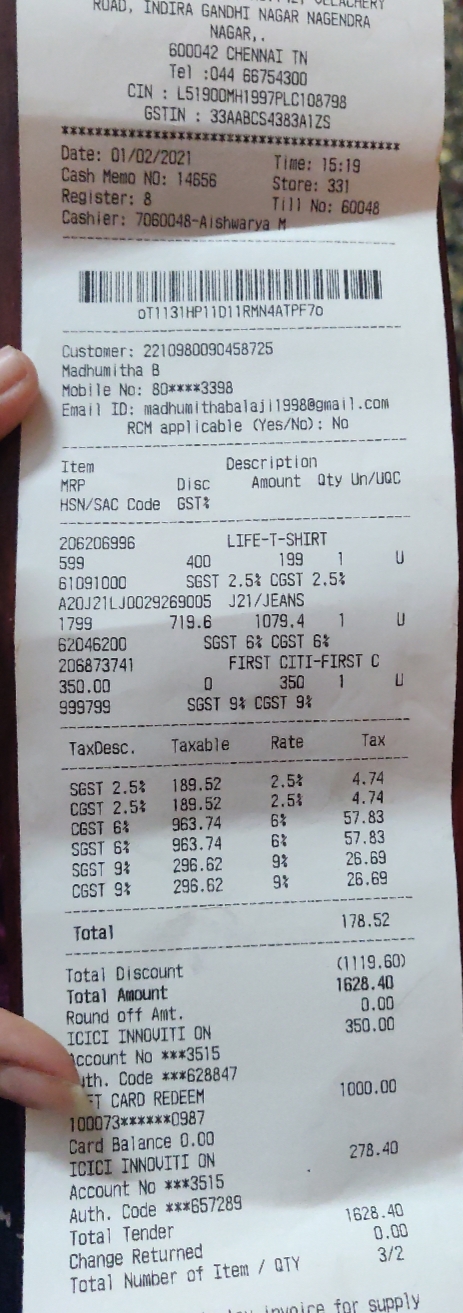 ROAD, INDIRA GANDHI NAGAR NAGENDRA
NAGAR,.
600042 CHENNAI TN
Tel :044 66754300
CIN : L51900MH1997PLC108798
GSTIN : 33AABCS4383A1ZS
******************************************
Date: 01/02/2021 Time: 15:19
Cash Memo NO: 14656 Store: 331
Register: 8 Till No: 60048
Cashier: 7060048-Aishwarya M
oT1131HP11D11RMN4ATPF7o
Customer: 2210980090458725
Madhumitha B
Mobile No: 80****3398
Email ID: madhumithabalaji1998@gmail.com
RCM applicable (Yes/No): No
Item Description
MRP Disc Amount Qty Un/UQC
HSN/SAC Code GST%
206206996 LIFE-T-SHIRT
599 400 199 1 U
61091000 SGST 2.5% CGST 2.5%
A20J21LJ0029269005 J21/JEANS
1799 719.6 1079.4 1 U
62046200 SGST 6% CGST 6%
206873741 FIRST CITI-FIRST C
350.00 0 350 1 U
999799 SGST 9% CGST 9%
TaxDesc. Taxable Rate Tax
SGST 2.5% 189.52 2.5% 4.74
CGST 2.5% 189.52 2.5% 4.74
CGST 6% 963.74 6% 57.83
SGST 6% 963.74 6% 57.83
SGST 9% 296.62 9% 26.69
CGST 9% 296.62 9% 26.69
Total 178.52
Total Discount (1119.60)
Total Amount 1628.40
Round off Amt. 0.00
ICICI INNOVITI ON 350.00
Account No ***3515
uth. Code ***628847
FT CARD REDEEM 1000.00
100073******0987
Card Balance 0.00
ICICI INNOVITI ON 278.40
Account No ***3515
Auth. Code ***657289
Total Tender 1628.40
Change Returned 0.00
Total Number of Item / QTY 3/2
invoice for supply